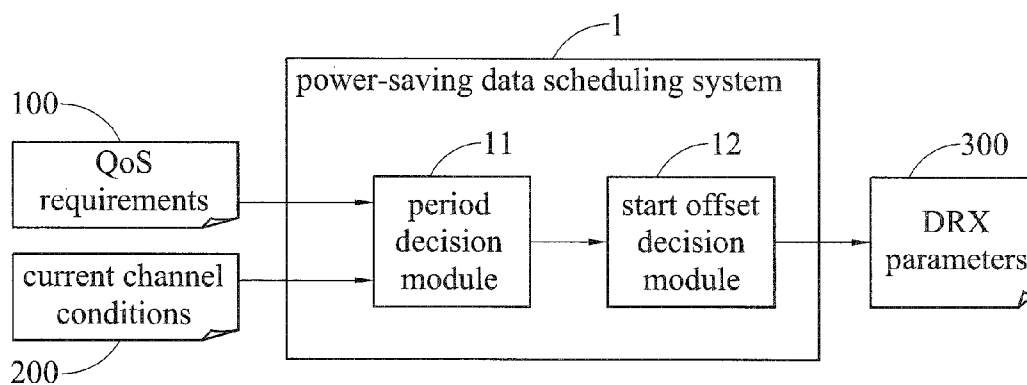 1
power-saving data scheduling system
100
QoS
requirements
11
period
decision
module
12
start offset
decision
module
300
DRX
parameters
current channel
conditions
200